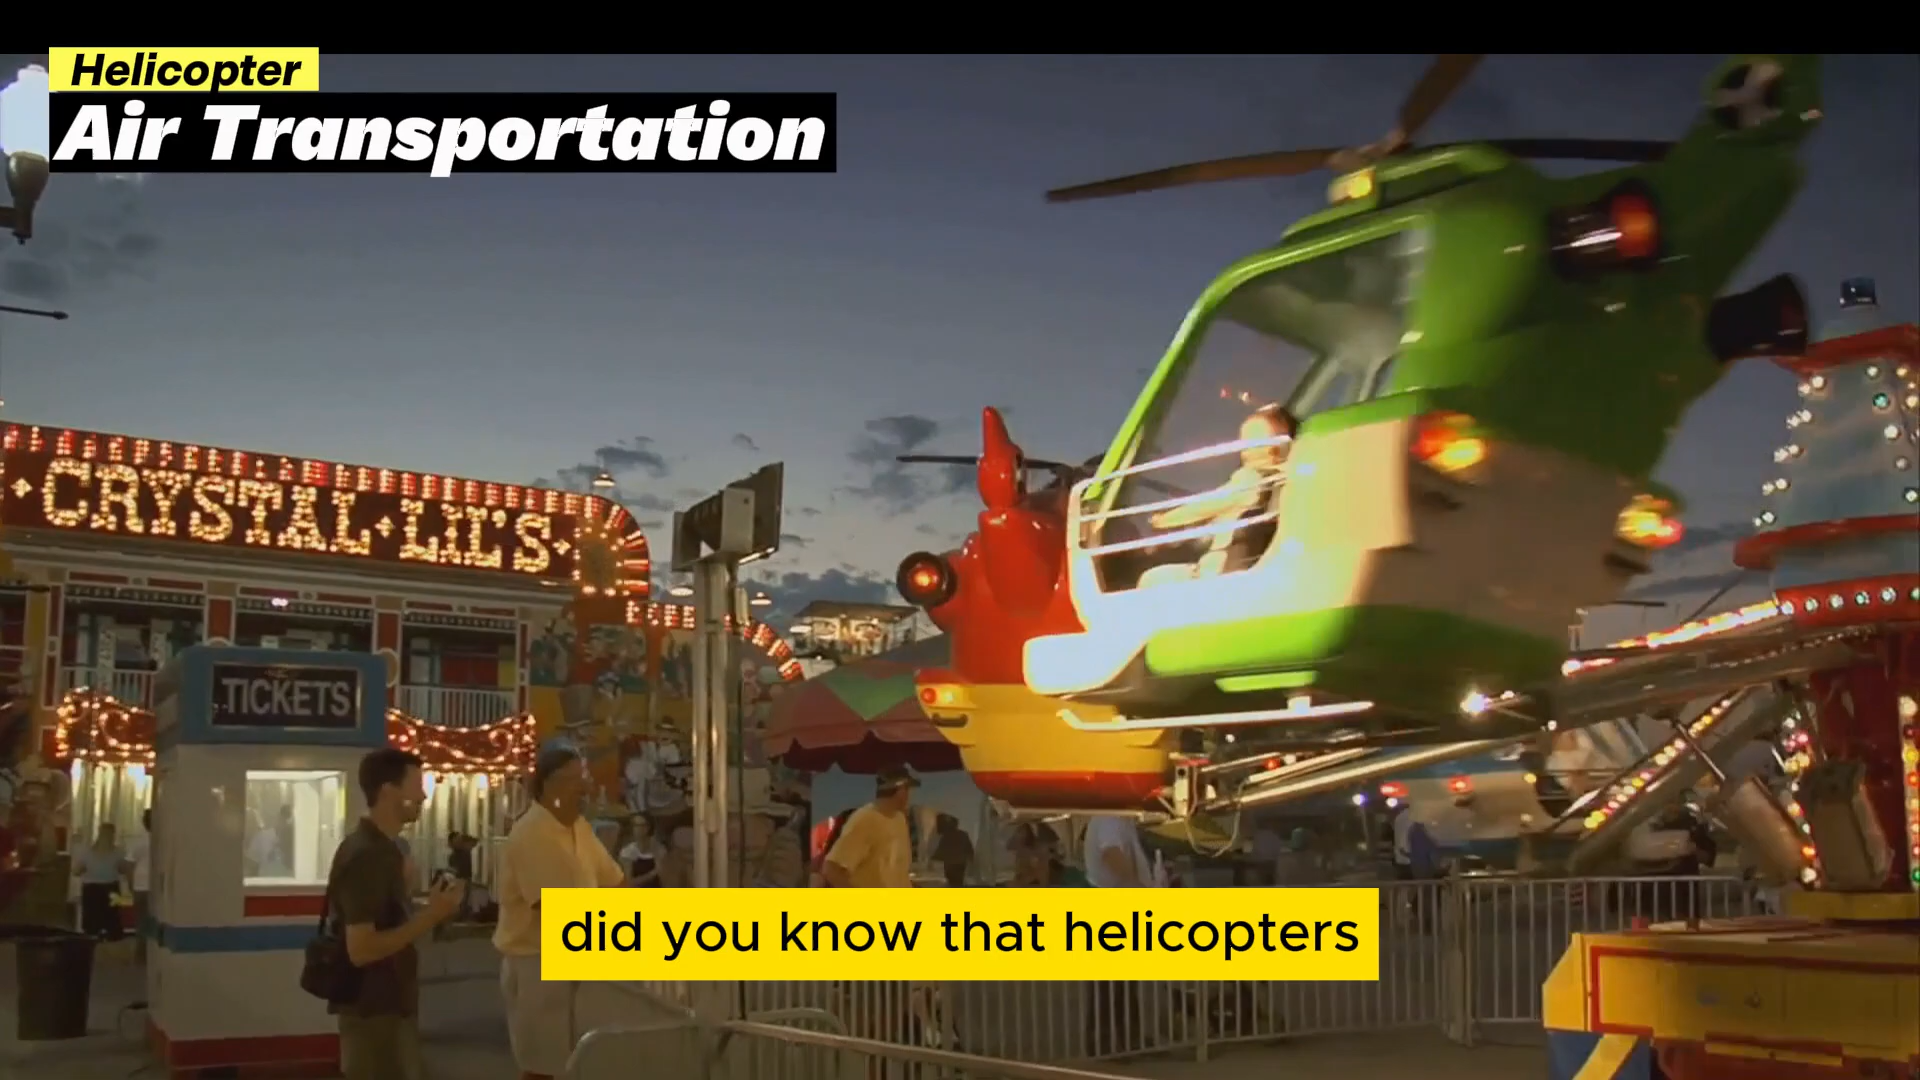 Helicopter
Air Transportation
CRYSTAL LIL'S
TICKETS
did you know that helicopters